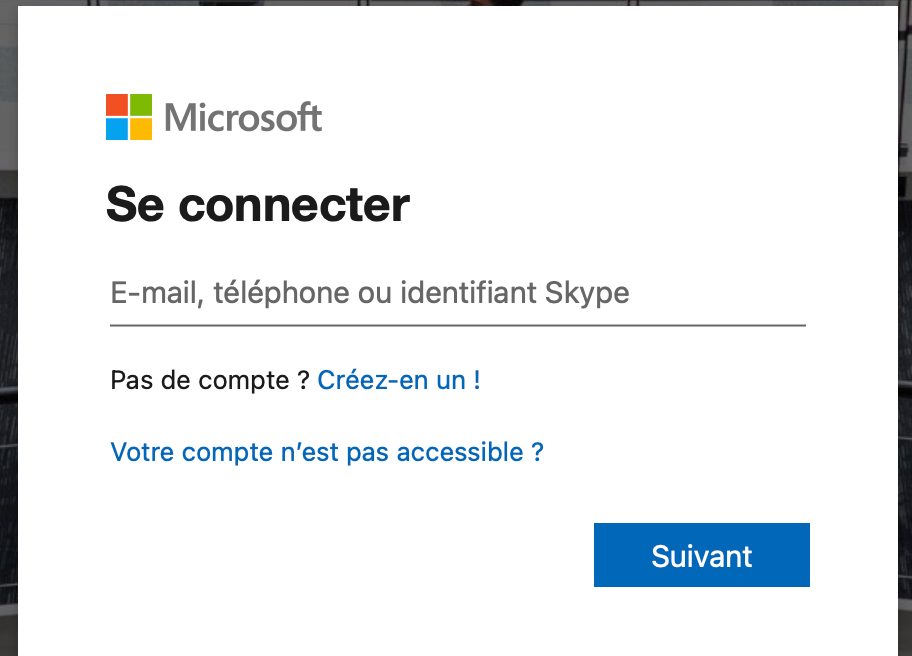 Microsoft
Se connecter
E-mail, téléphone ou identifiant Skype
Pas de compte ? Créez-en un !
Votre compte n’est pas accessible ?
Suivant